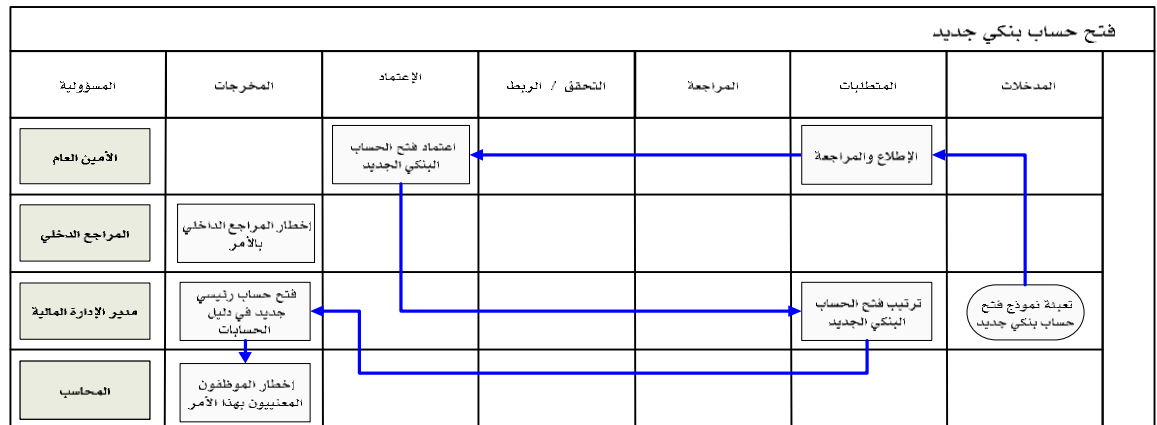 فتح حساب بنكي جديد
المدخلات
المتطلبات
المراجعة
التحقق / الربط
الإعتماد
المخرجات
المسؤولية
الإطلاع والمراجعة
اعتماد فتح الحساب
البنكي الجديد
الأمين العام
إخطار المراجع الداخلي
بالأمر
المراجع الدخلي
تعبئة نموذج فتح
حساب بنكي جديد
ترتيب فتح الحساب
البنكي الجديد
فتح حساب رئيسي
جديد في دليل
الحسابات
مدير الإدارة المالية
إخطار الموظفون
المعنييون بهذا الأمر
المحاسب